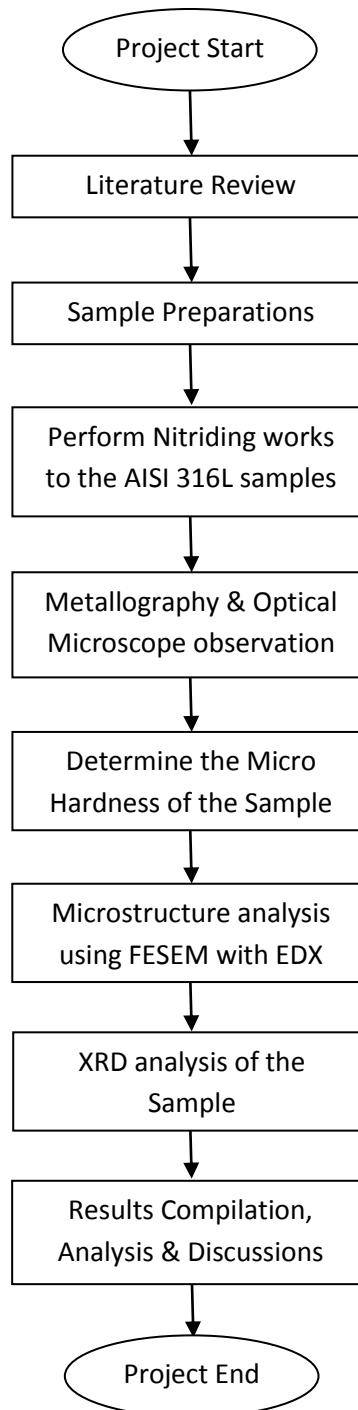 Project Start
Literature Review
Sample Preparations
Perform Nitriding works
to the AISI 316L samples
Metallography & Optical
Microscope observation
Determine the Micro
Hardness of the Sample
Microstructure analysis
using FESEM with EDX
XRD analysis of the
Sample
Results Compilation,
Analysis & Discussions
Project End